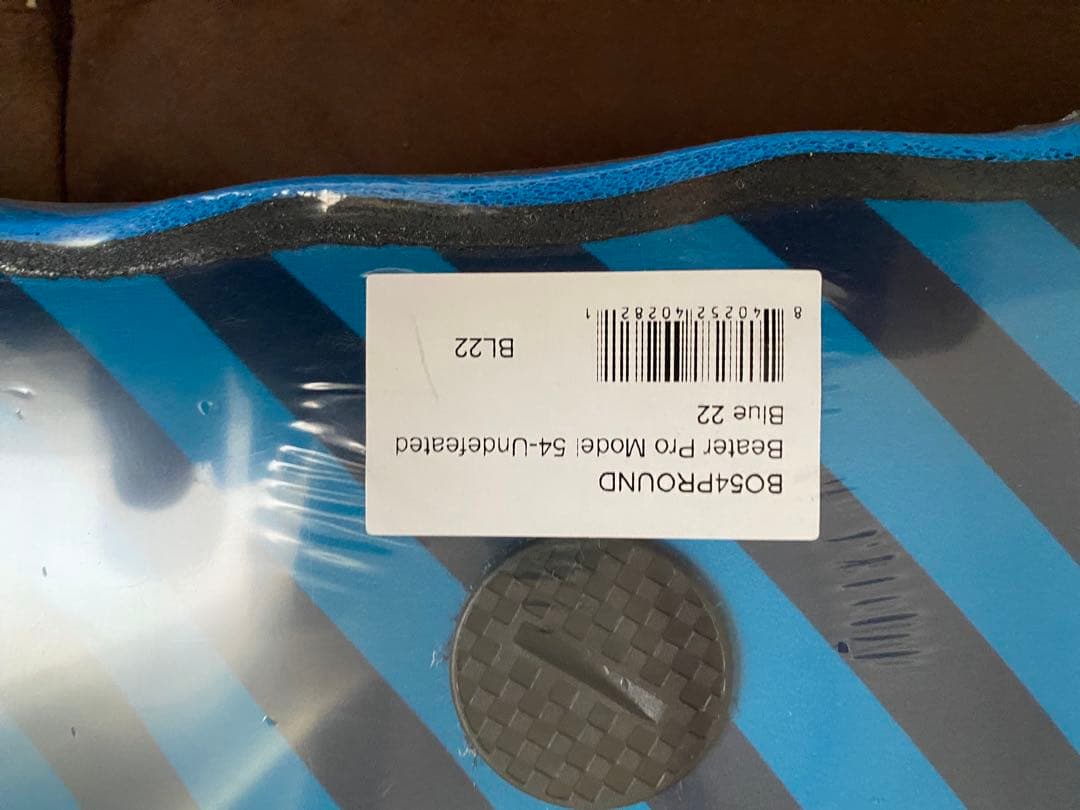 BO54PROUND
Beater Pro Model 54-Undefeated
Blue 22
BL22
8 40252 40282 1